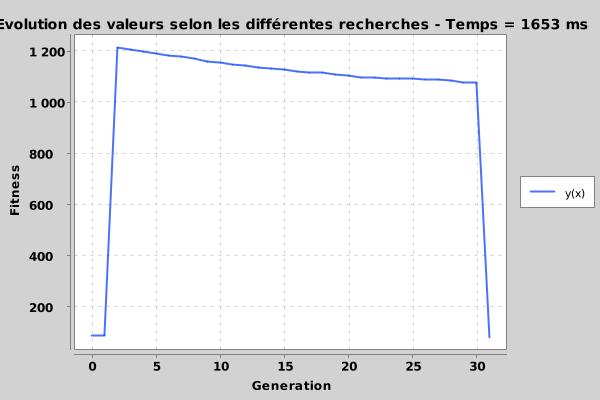 Evolution des valeurs selon les différentes recherches - Temps = 1653 ms
1 200
1 000
800
600
400
200
Fitness
0 5 10 15 20 25 30
Generation
y(x)